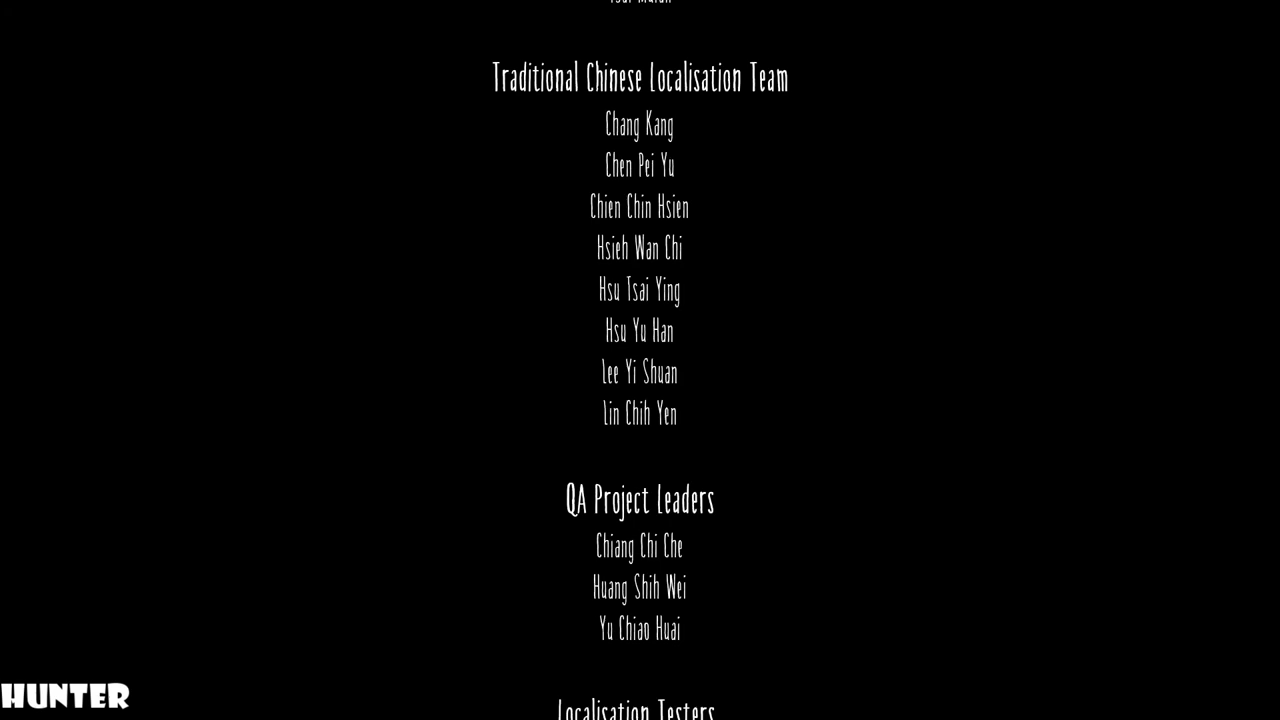 Traditional Chinese Localisation Team
Chang Kang
Chen Pei Yu
Chien Chin Hsien
Hsieh Wan Chi
Hsu Tsai Ying
Hsu Yu Han
Lee Yi Shuan
Lin Chih Yen
QA Project Leaders
Chiang Chi Che
Huang Shih Wei
Yu Chiao Huai
HUNTER
Localisation Testers